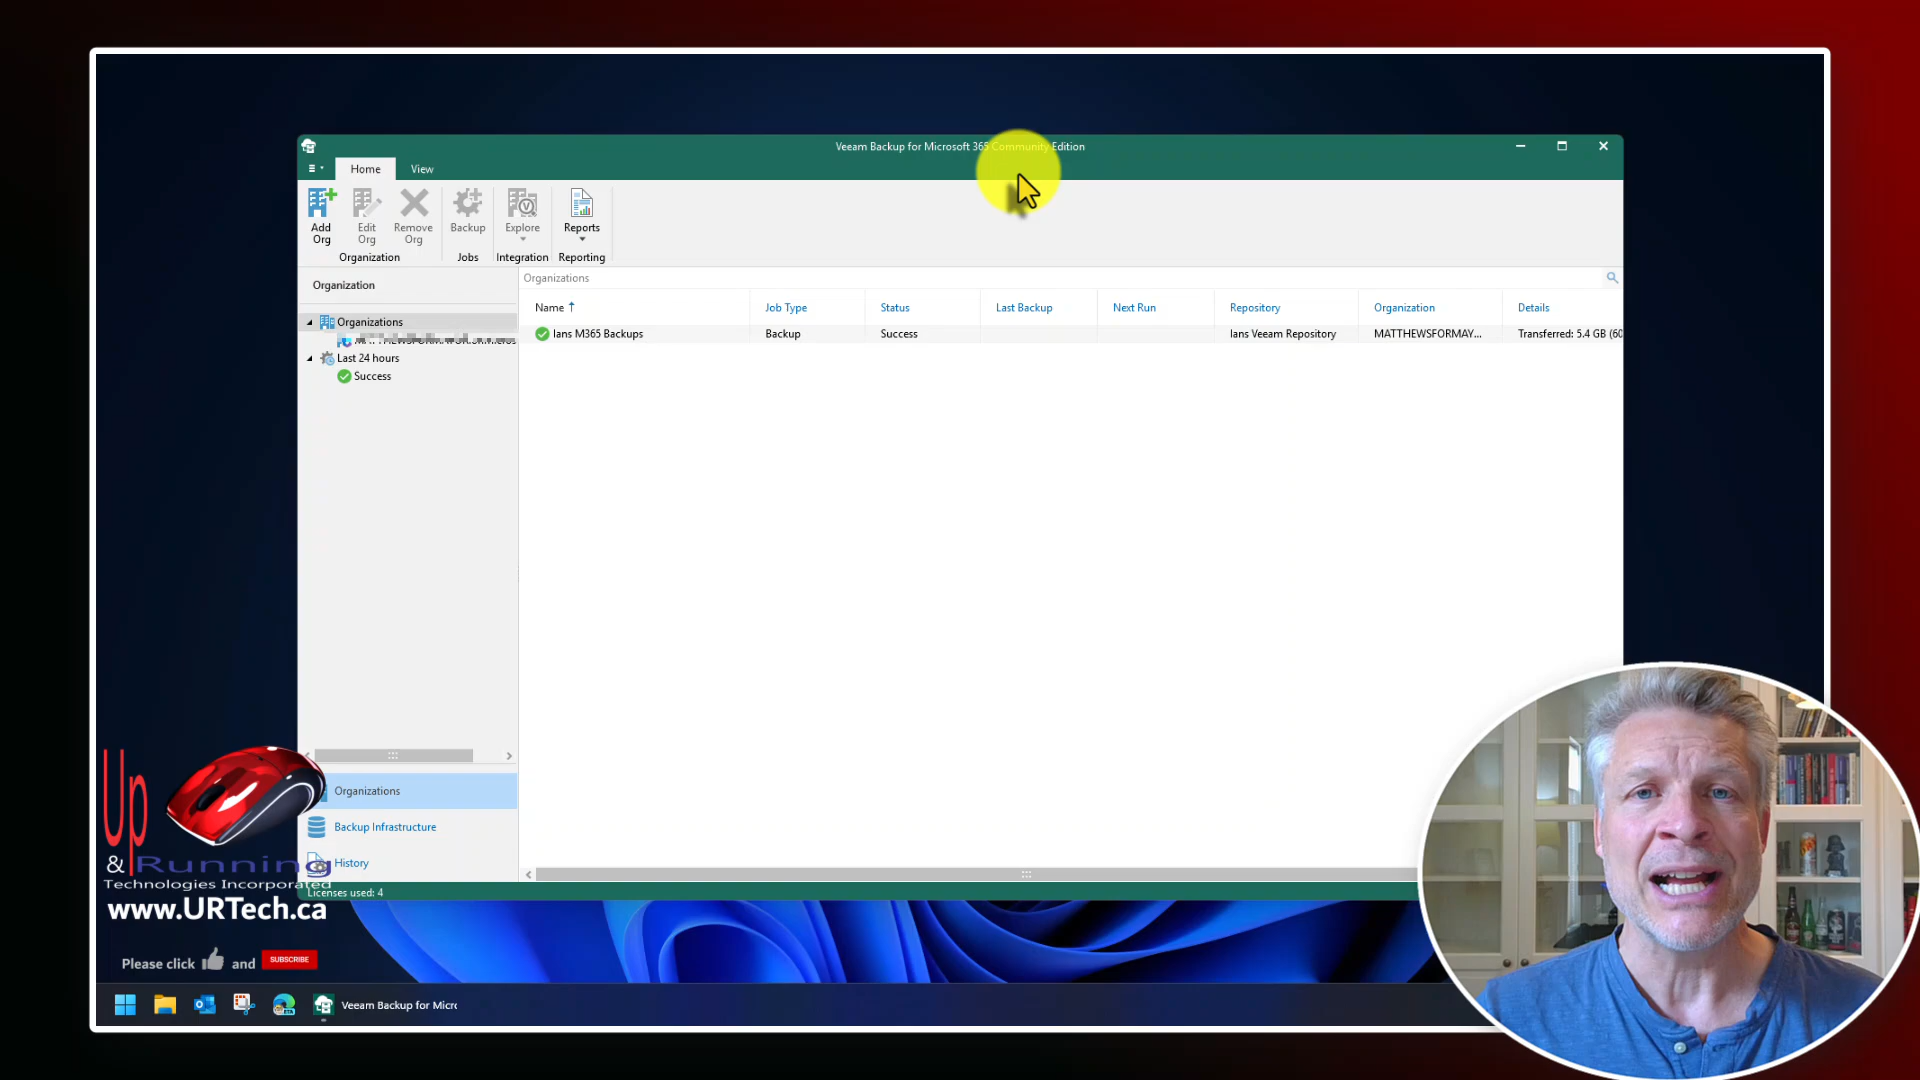 Veeam Backup for Microsoft 365 Community Edition
Home
View
Add Org
Edit Org
Remove Org
Backup
Explore
Reports
Organization
Jobs
Integration
Reporting
Organization
Organizations
Last 24 hours
Success
Organizations
Name
Job Type
Status
Last Backup
Next Run
Repository
Organization
Details
Ians M365 Backups
Backup
Success
Ians Veeam Repository
MATTHEWSFORMAY...
Transferred: 5.4 GB (60
Organizations
Backup Infrastructure
History
Licenses used: 4
Up
& Running
Technologies Incorporated
www.URTech.ca
Please click and SUBSCRIBE
Veeam Backup for Micro